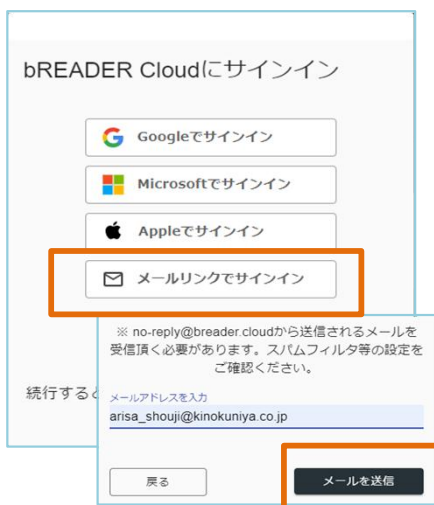 bREADER Cloudにサインイン
Googleでサインイン
Microsoftでサインイン
Appleでサインイン
メールリンクでサインイン
※ no-reply@breader.cloudから送信されるメールを
受信頂く必要があります。スパムフィルタ等の設定を
ご確認ください。
続行すると
メールアドレスを入力
arisa_shouji@kinokuniya.co.jp
戻る
メールを送信